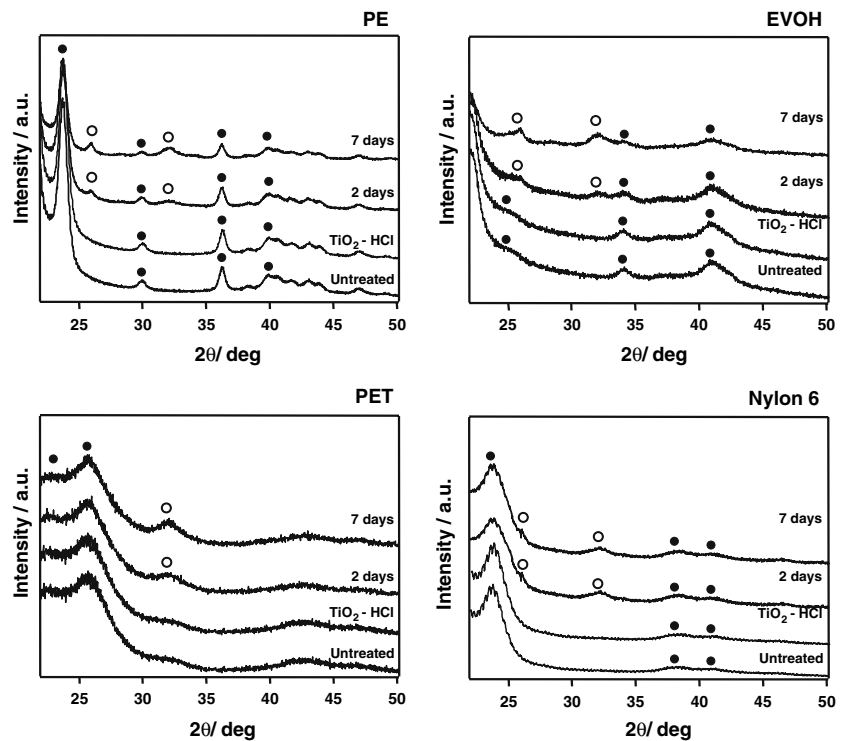 PE
Intensity / a.u.
7 days
2 days
TiO₂ - HCl
Untreated
25 30 35 40 45 50
2θ/ deg
EVOH
Intensity / a.u.
7 days
2 days
TiO₂ - HCl
Untreated
25 30 35 40 45 50
2θ/ deg
PET
Intensity / a.u.
7 days
2 days
TiO₂ - HCl
Untreated
25 30 35 40 45 50
2θ/ deg
Nylon 6
Intensity / a.u.
7 days
2 days
TiO₂ - HCl
Untreated
25 30 35 40 45 50
2θ/ deg